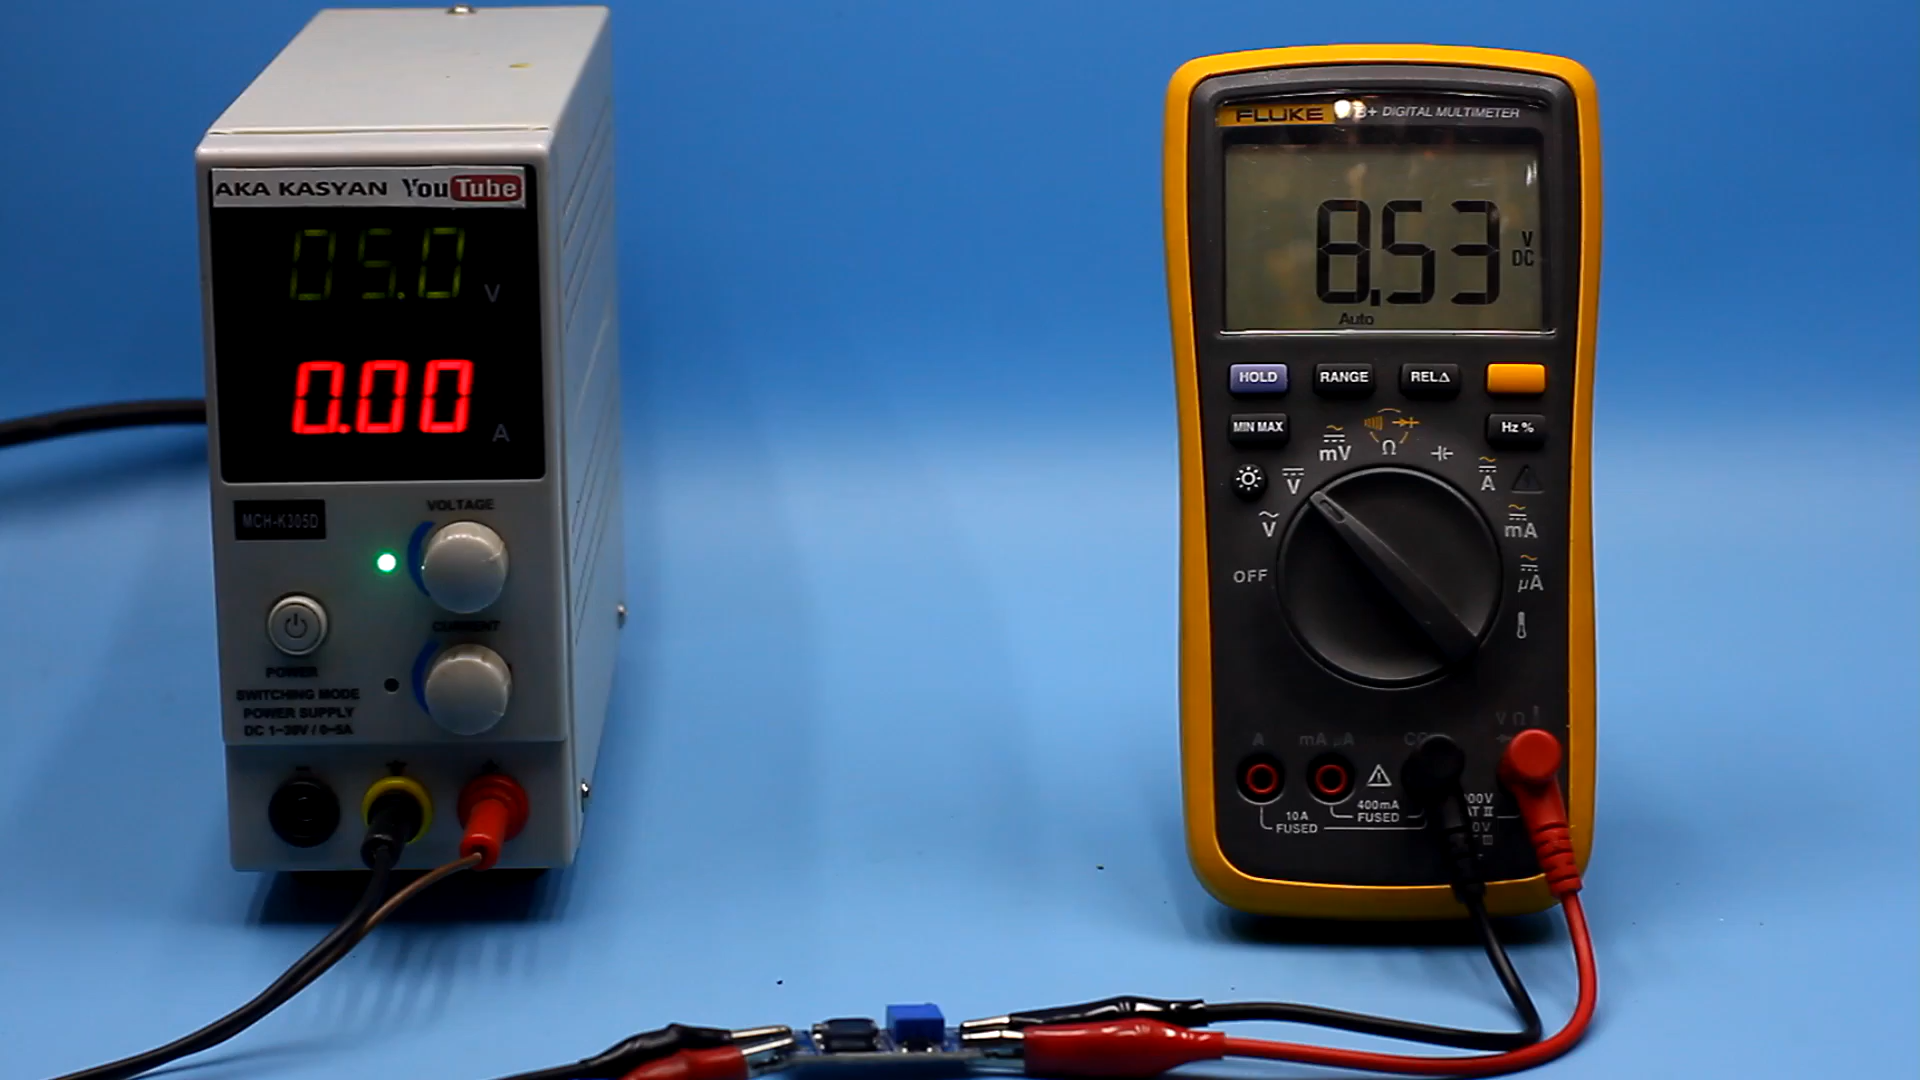 AKA KASYAN YouTube
05.0 V
0.00 A
MCH-K305D
VOLTAGE
CURRENT
POWER
SWITCHING MODE
POWER SUPPLY
DC 1~30V / 0~5A
FLUKE DIGITAL MULTIMETER
8.53 V DC
Auto
HOLD RANGE REL△
MIN MAX Hz %
mV Ω
V A
V mA
OFF µA
A mA µA VΩ
10A FUSED
400mA FUSED